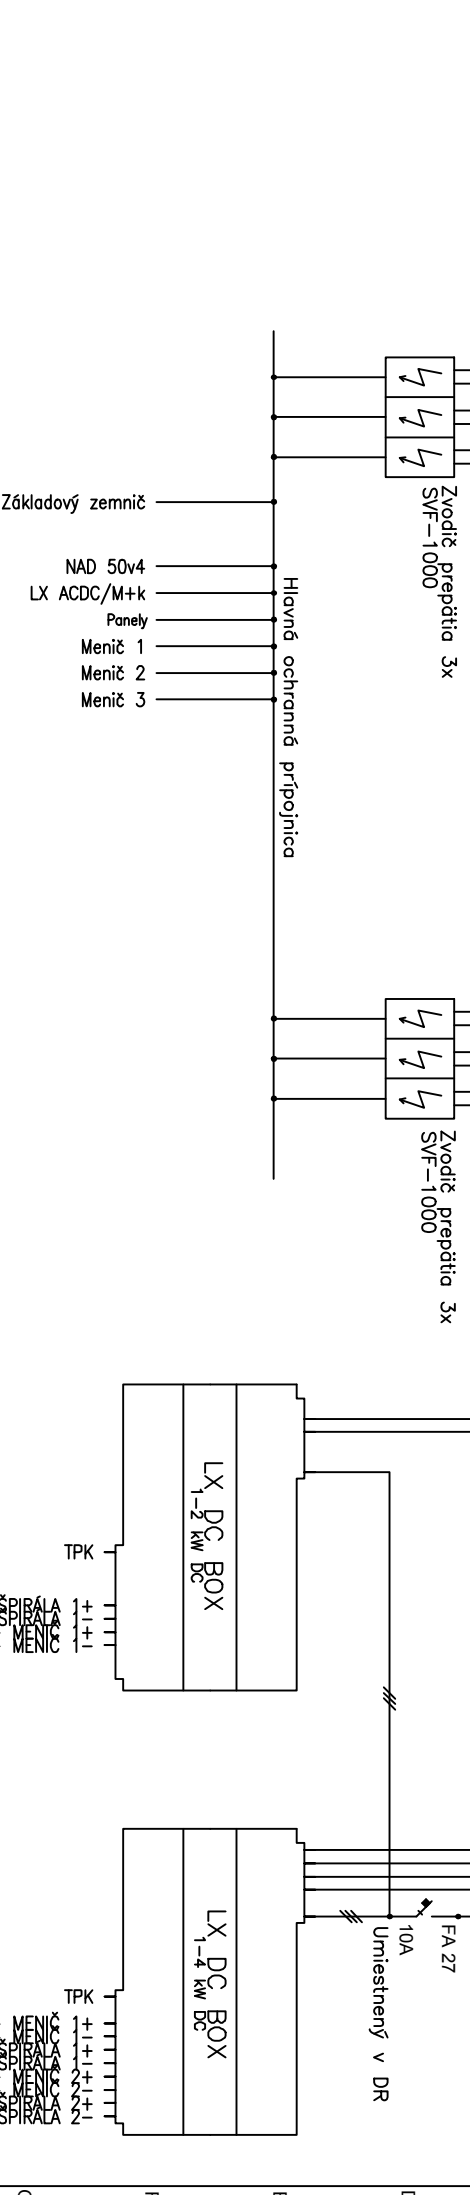 Zvodič prepätia 3x
SVF-1000
Základový zemnič
NAD 50v4
LX ACDC/M+k
Panely
Menič 1
Menič 2
Menič 3
Hlavná ochranná prípojnica
Zvodič prepätia 3x
SVF-1000
LX DC BOX
1-2 kW DC
TPK
ŠPIRÁLA 1+
ŠPIRÁLA 1-
MENIČ 1+
MENIČ 1-
FA 27
10A
Umiestnený v DR
LX DC BOX
1-4 kW DC
TPK
MENIČ 1+
MENIČ 1-
ŠPIRÁLA 1+
ŠPIRÁLA 1-
MENIČ 2+
MENIČ 2-
ŠPIRÁLA 2+
ŠPIRÁLA 2-